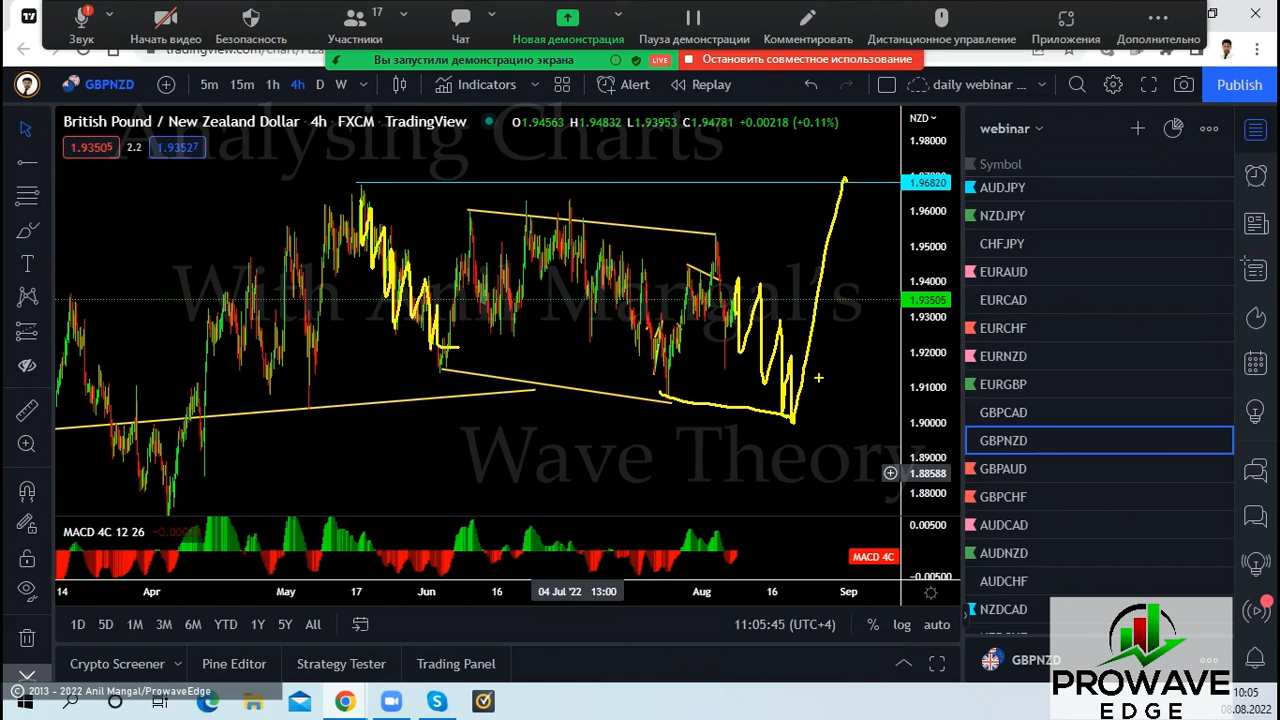 Звук
Начать видео
Безопасность
17
Участники
Чат
Новая демонстрация
Пауза демонстрации
Комментировать
Дистанционное управление
Приложения
Дополнительно
Вы запустили демонстрацию экрана
LIVE
Остановить совместное использование
GBPNZD
5m 15m 1h 4h D W
Indicators
Alert
Replay
daily webinar
Publish
British Pound / New Zealand Dollar · 4h · FXCM · TradingView
O1.94563 H1.94832 L1.93953 C1.94781 +0.00218 (+0.11%)
1.93505 2.2 1.93527
Analysing Charts
With Anil Mangal's
Wave Theory
NZD
1.98000
1.96820
1.96000
1.95000
1.94000
1.93505
1.93000
1.92000
1.91000
1.90000
1.89000
1.88588
1.88000
MACD 4C 12 26
0.00500
MACD 4C
-0.00500
14 Apr May 17 Jun 16 04 Jul '22 13:00 Aug 16 Sep
1D 5D 1M 3M 6M YTD 1Y 5Y All
11:05:45 (UTC+4)
% log auto
Crypto Screener
Pine Editor
Strategy Tester
Trading Panel
webinar
Symbol
AUDJPY
NZDJPY
CHFJPY
EURAUD
EURCAD
EURCHF
EURNZD
EURGBP
GBPCAD
GBPNZD
GBPAUD
GBPCHF
AUDCAD
AUDNZD
AUDCHF
NZDCAD
GBPNZD
PROWAVE
EDGE
© 2013 - 2022 Anil Mangal/ProwaveEdge
10:05
08.08.2022